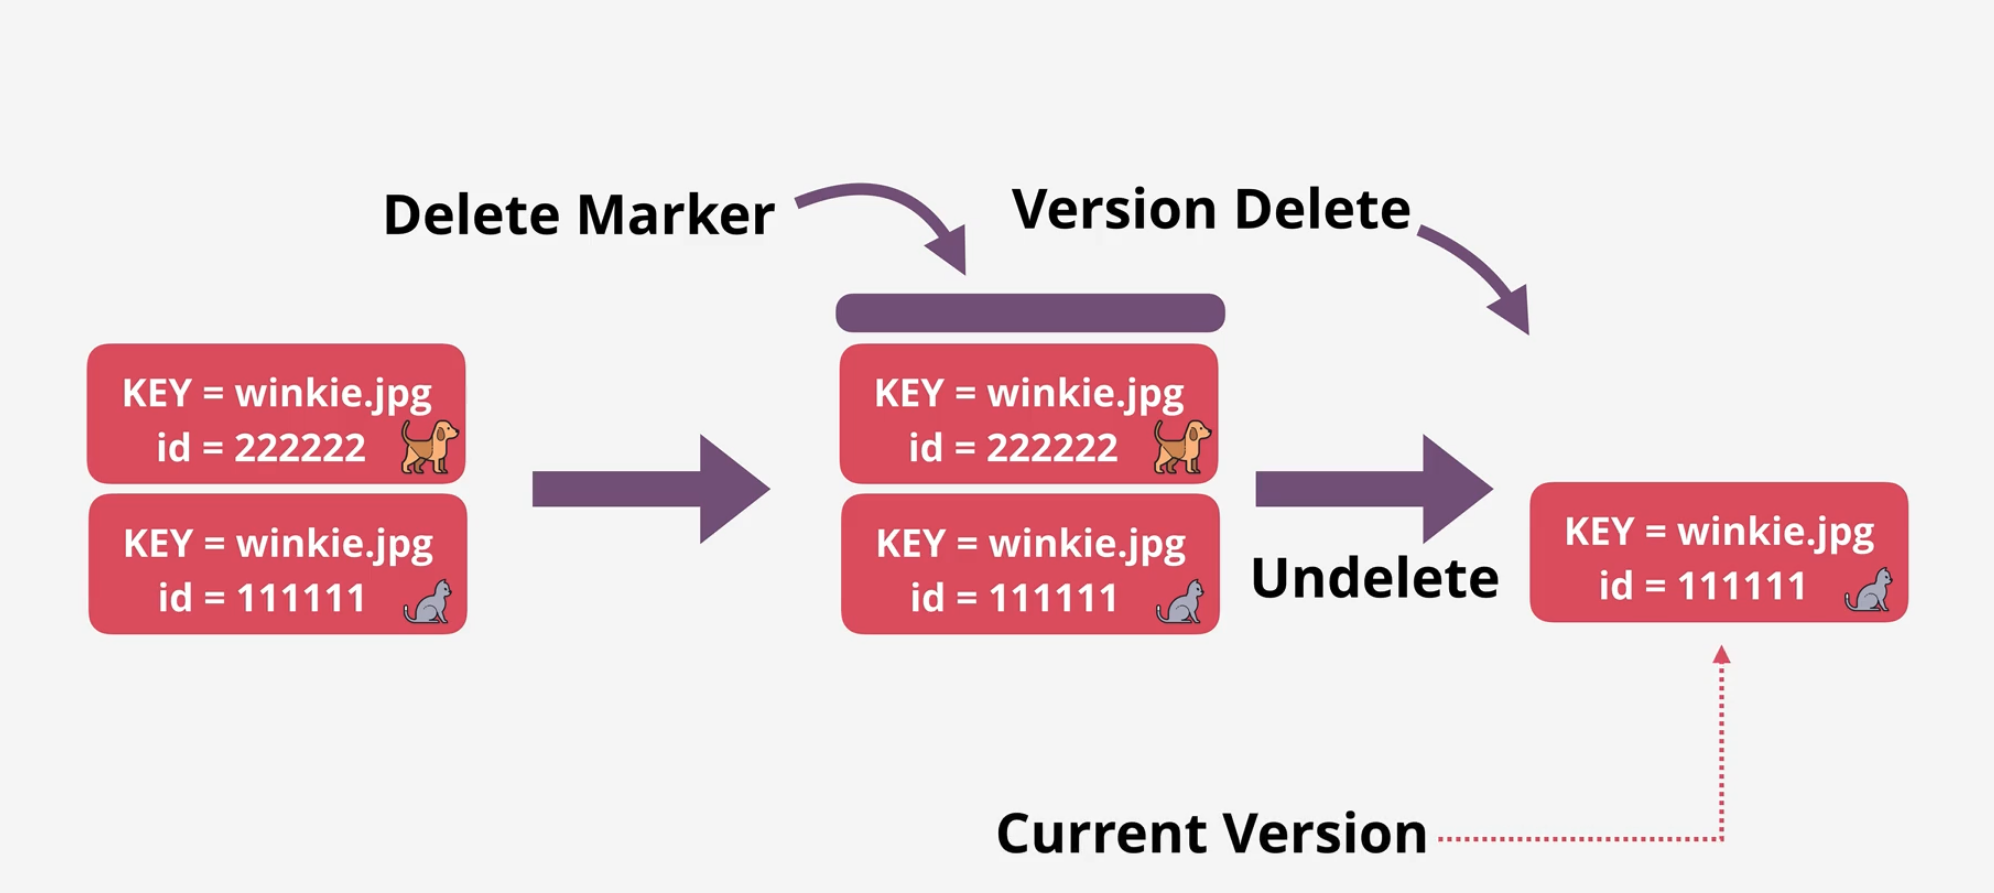 Delete Marker
Version Delete
KEY = winkie.jpg
id = 222222
KEY = winkie.jpg
id = 111111
KEY = winkie.jpg
id = 222222
KEY = winkie.jpg
id = 111111
Undelete
KEY = winkie.jpg
id = 111111
Current Version